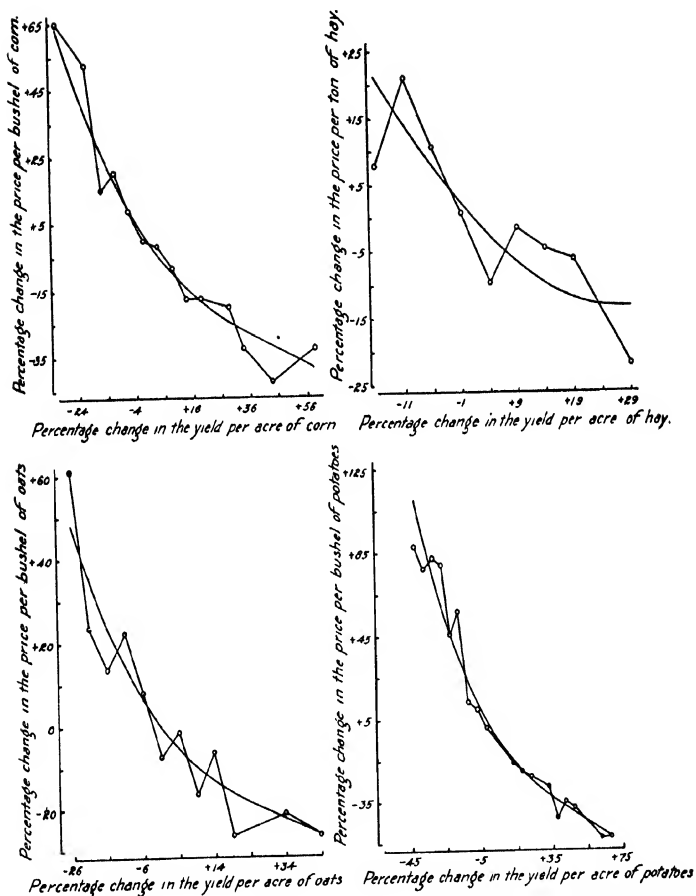 Percentage change in the price per bushel of corn.
+65
+45
+25
+5
-15
-35
-24 -4 +16 +36 +56
Percentage change in the yield per acre of corn
Percentage change in the price per ton of hay.
+25
+15
+5
-5
-15
-25
-11 -1 +9 +19 +29
Percentage change in the yield per acre of hay.
Percentage change in the price per bushel of oats
+60
+40
+20
0
-20
-26 -6 +14 +34
Percentage change in the yield per acre of oats
Percentage change in the price per bushel of potatoes
+125
+85
+45
+5
-35
-45 -5 +35 +75
Percentage change in the yield per acre of potatoes